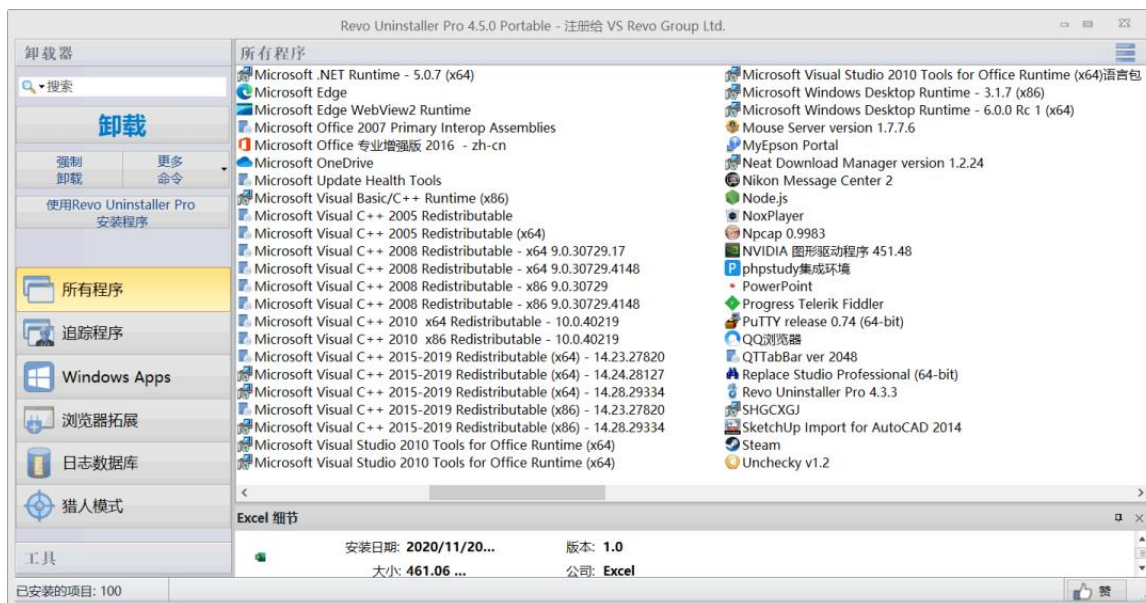 Revo Uninstaller Pro 4.5.0 Portable - 注册给 VS Revo Group Ltd.
卸载器
搜索
卸载
强制
卸载
更多
命令
使用Revo Uninstaller Pro
安装程序
所有程序
追踪程序
Windows Apps
浏览器拓展
日志数据库
猎人模式
工具
所有程序
Microsoft .NET Runtime - 5.0.7 (x64)
Microsoft Edge
Microsoft Edge WebView2 Runtime
Microsoft Office 2007 Primary Interop Assemblies
Microsoft Office 专业增强版 2016 - zh-cn
Microsoft OneDrive
Microsoft Update Health Tools
Microsoft Visual Basic/C++ Runtime (x86)
Microsoft Visual C++ 2005 Redistributable
Microsoft Visual C++ 2005 Redistributable (x64)
Microsoft Visual C++ 2008 Redistributable - x64 9.0.30729.17
Microsoft Visual C++ 2008 Redistributable - x64 9.0.30729.4148
Microsoft Visual C++ 2008 Redistributable - x86 9.0.30729
Microsoft Visual C++ 2008 Redistributable - x86 9.0.30729.4148
Microsoft Visual C++ 2010 x64 Redistributable - 10.0.40219
Microsoft Visual C++ 2010 x86 Redistributable - 10.0.40219
Microsoft Visual C++ 2015-2019 Redistributable (x64) - 14.23.27820
Microsoft Visual C++ 2015-2019 Redistributable (x64) - 14.24.28127
Microsoft Visual C++ 2015-2019 Redistributable (x64) - 14.28.29334
Microsoft Visual C++ 2015-2019 Redistributable (x86) - 14.23.27820
Microsoft Visual C++ 2015-2019 Redistributable (x86) - 14.28.29334
Microsoft Visual Studio 2010 Tools for Office Runtime (x64)
Microsoft Visual Studio 2010 Tools for Office Runtime (x64)
Microsoft Visual Studio 2010 Tools for Office Runtime (x64)语言包
Microsoft Windows Desktop Runtime - 3.1.7 (x86)
Microsoft Windows Desktop Runtime - 6.0.0 Rc 1 (x64)
Mouse Server version 1.7.7.6
MyEpson Portal
Neat Download Manager version 1.2.24
Nikon Message Center 2
Node.js
NoxPlayer
Npcap 0.9983
NVIDIA 图形驱动程序 451.48
phpstudy集成环境
PowerPoint
Progress Telerik Fiddler
PuTTY release 0.74 (64-bit)
QQ浏览器
QTTabBar ver 2048
Replace Studio Professional (64-bit)
Revo Uninstaller Pro 4.3.3
SHGCXGJ
SketchUp Import for AutoCAD 2014
Steam
Unchecky v1.2
Excel 细节
安装日期: 2020/11/20... 版本: 1.0
大小: 461.06 ... 公司: Excel
已安装的项目: 100
赞